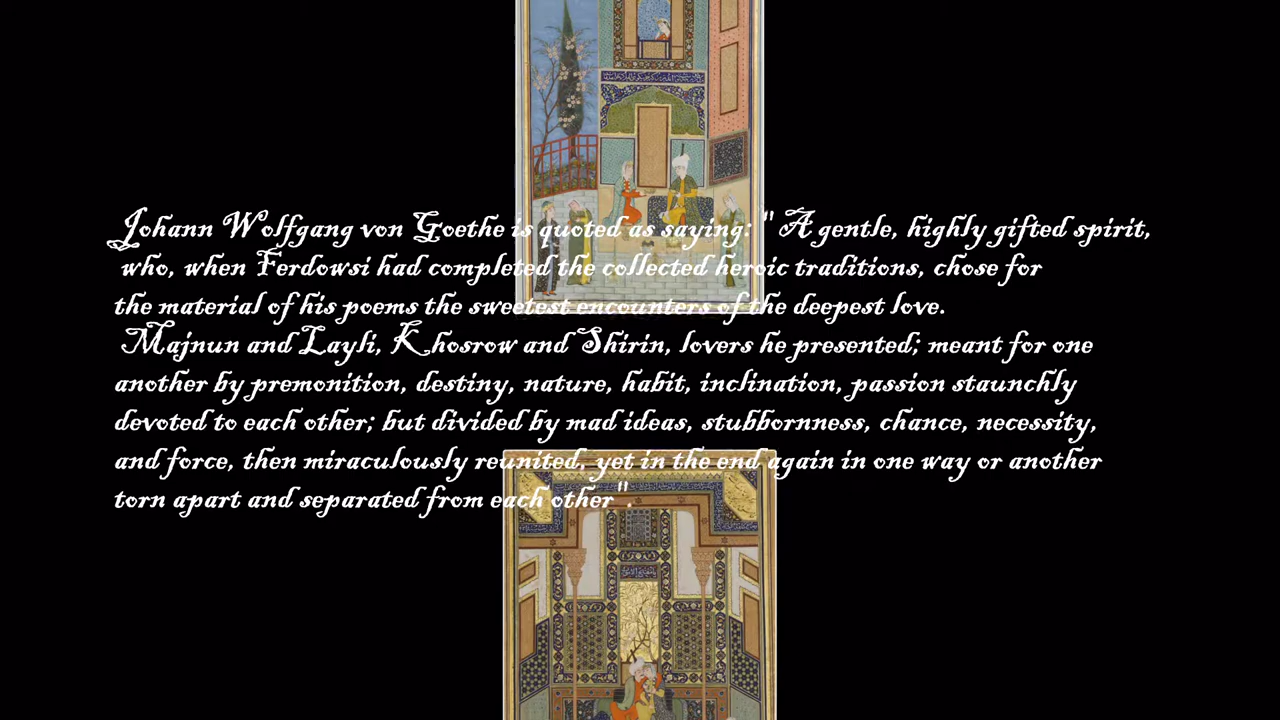 Johann Wolfgang von Goethe is quoted as saying: " A gentle, highly gifted spirit,
who, when Ferdowsi had completed the collected heroic traditions, chose for
the material of his poems the sweetest encounters of the deepest love.
Majnun and Layli, Khosrow and Shirin, lovers he presented; meant for one
another by premonition, destiny, nature, habit, inclination, passion staunchly
devoted to each other; but divided by mad ideas, stubbornness, chance, necessity,
and force, then miraculously reunited, yet in the end again in one way or another
torn apart and separated from each other".